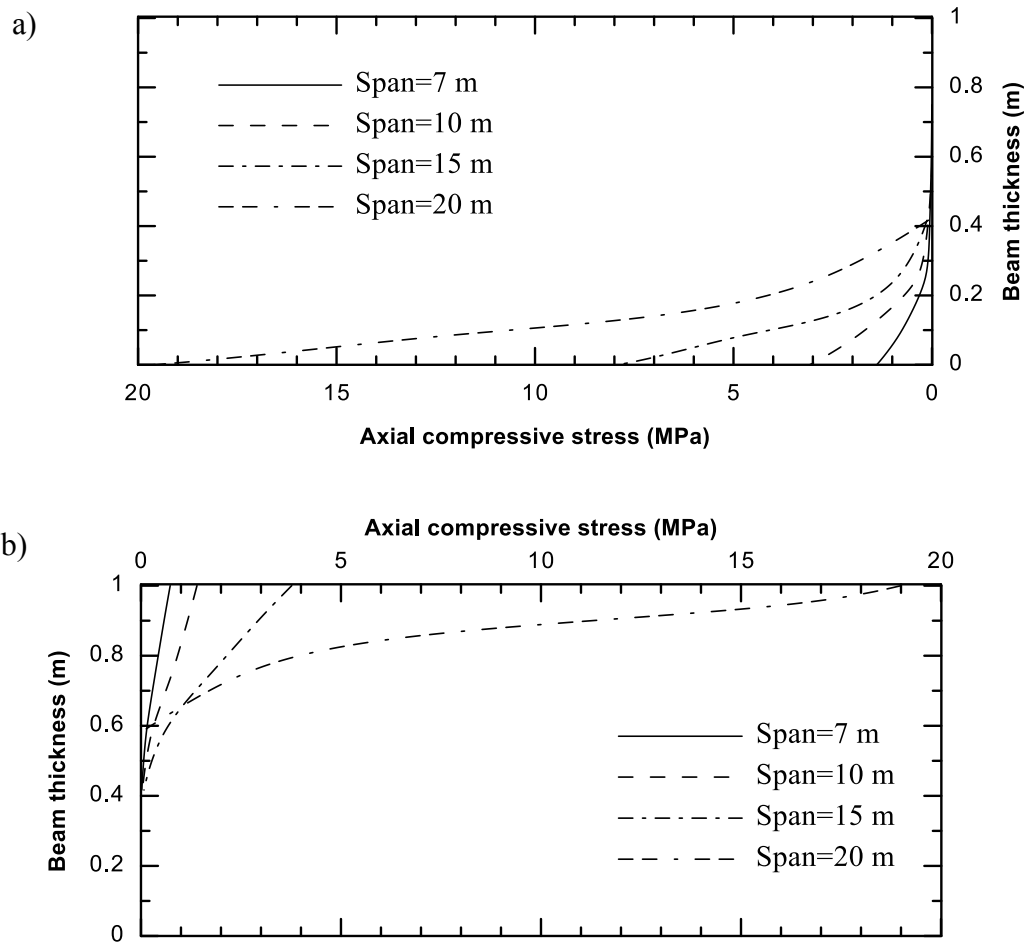 a)
1
0.8
0.6
0.4
0.2
0
Beam thickness (m)
Span=7 m
Span=10 m
Span=15 m
Span=20 m
20 15 10 5 0
Axial compressive stress (MPa)
b)
Axial compressive stress (MPa)
0 5 10 15 20
1
0.8
0.6
0.4
0.2
0
Beam thickness (m)
Span=7 m
Span=10 m
Span=15 m
Span=20 m